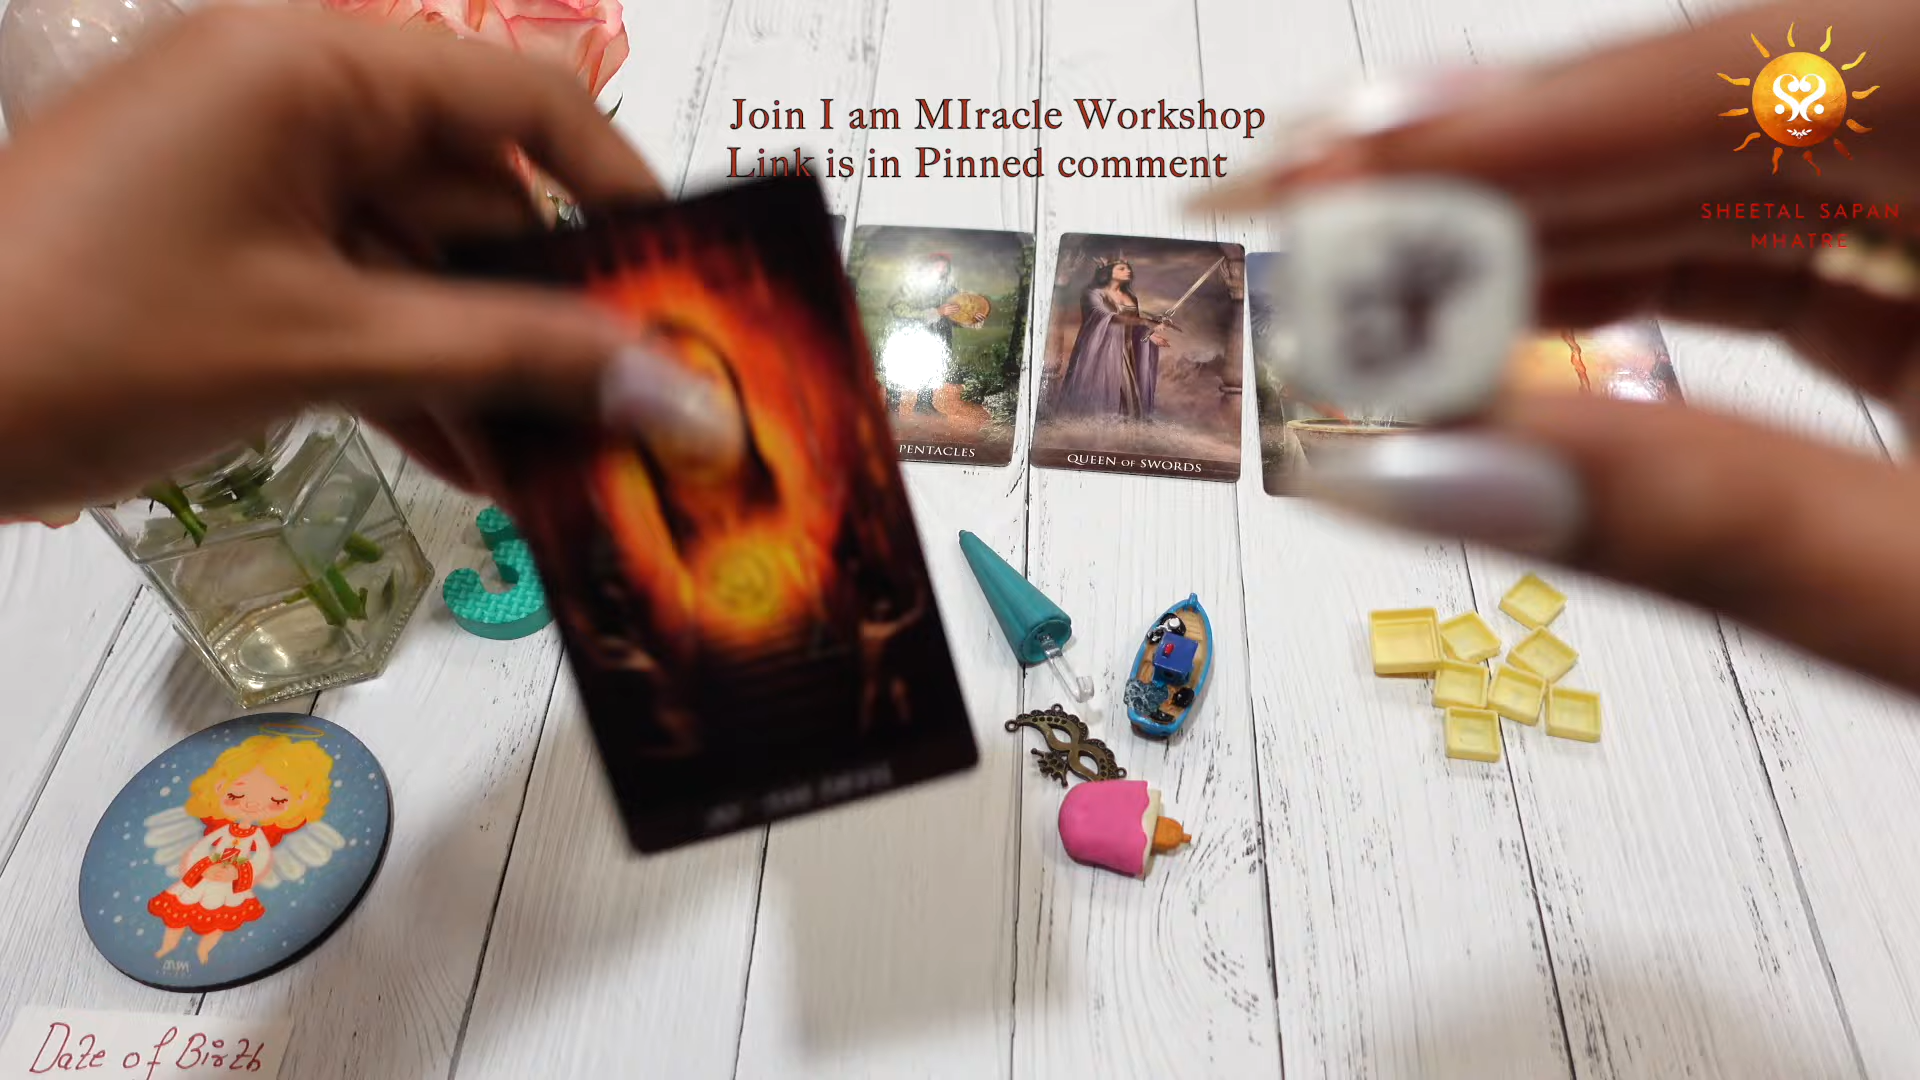 Join I am MIracle Workshop
Link is in Pinned comment
SHEETAL SAPAN
MHATRE
PENTACLES
QUEEN OF SWORDS
Date of Birth